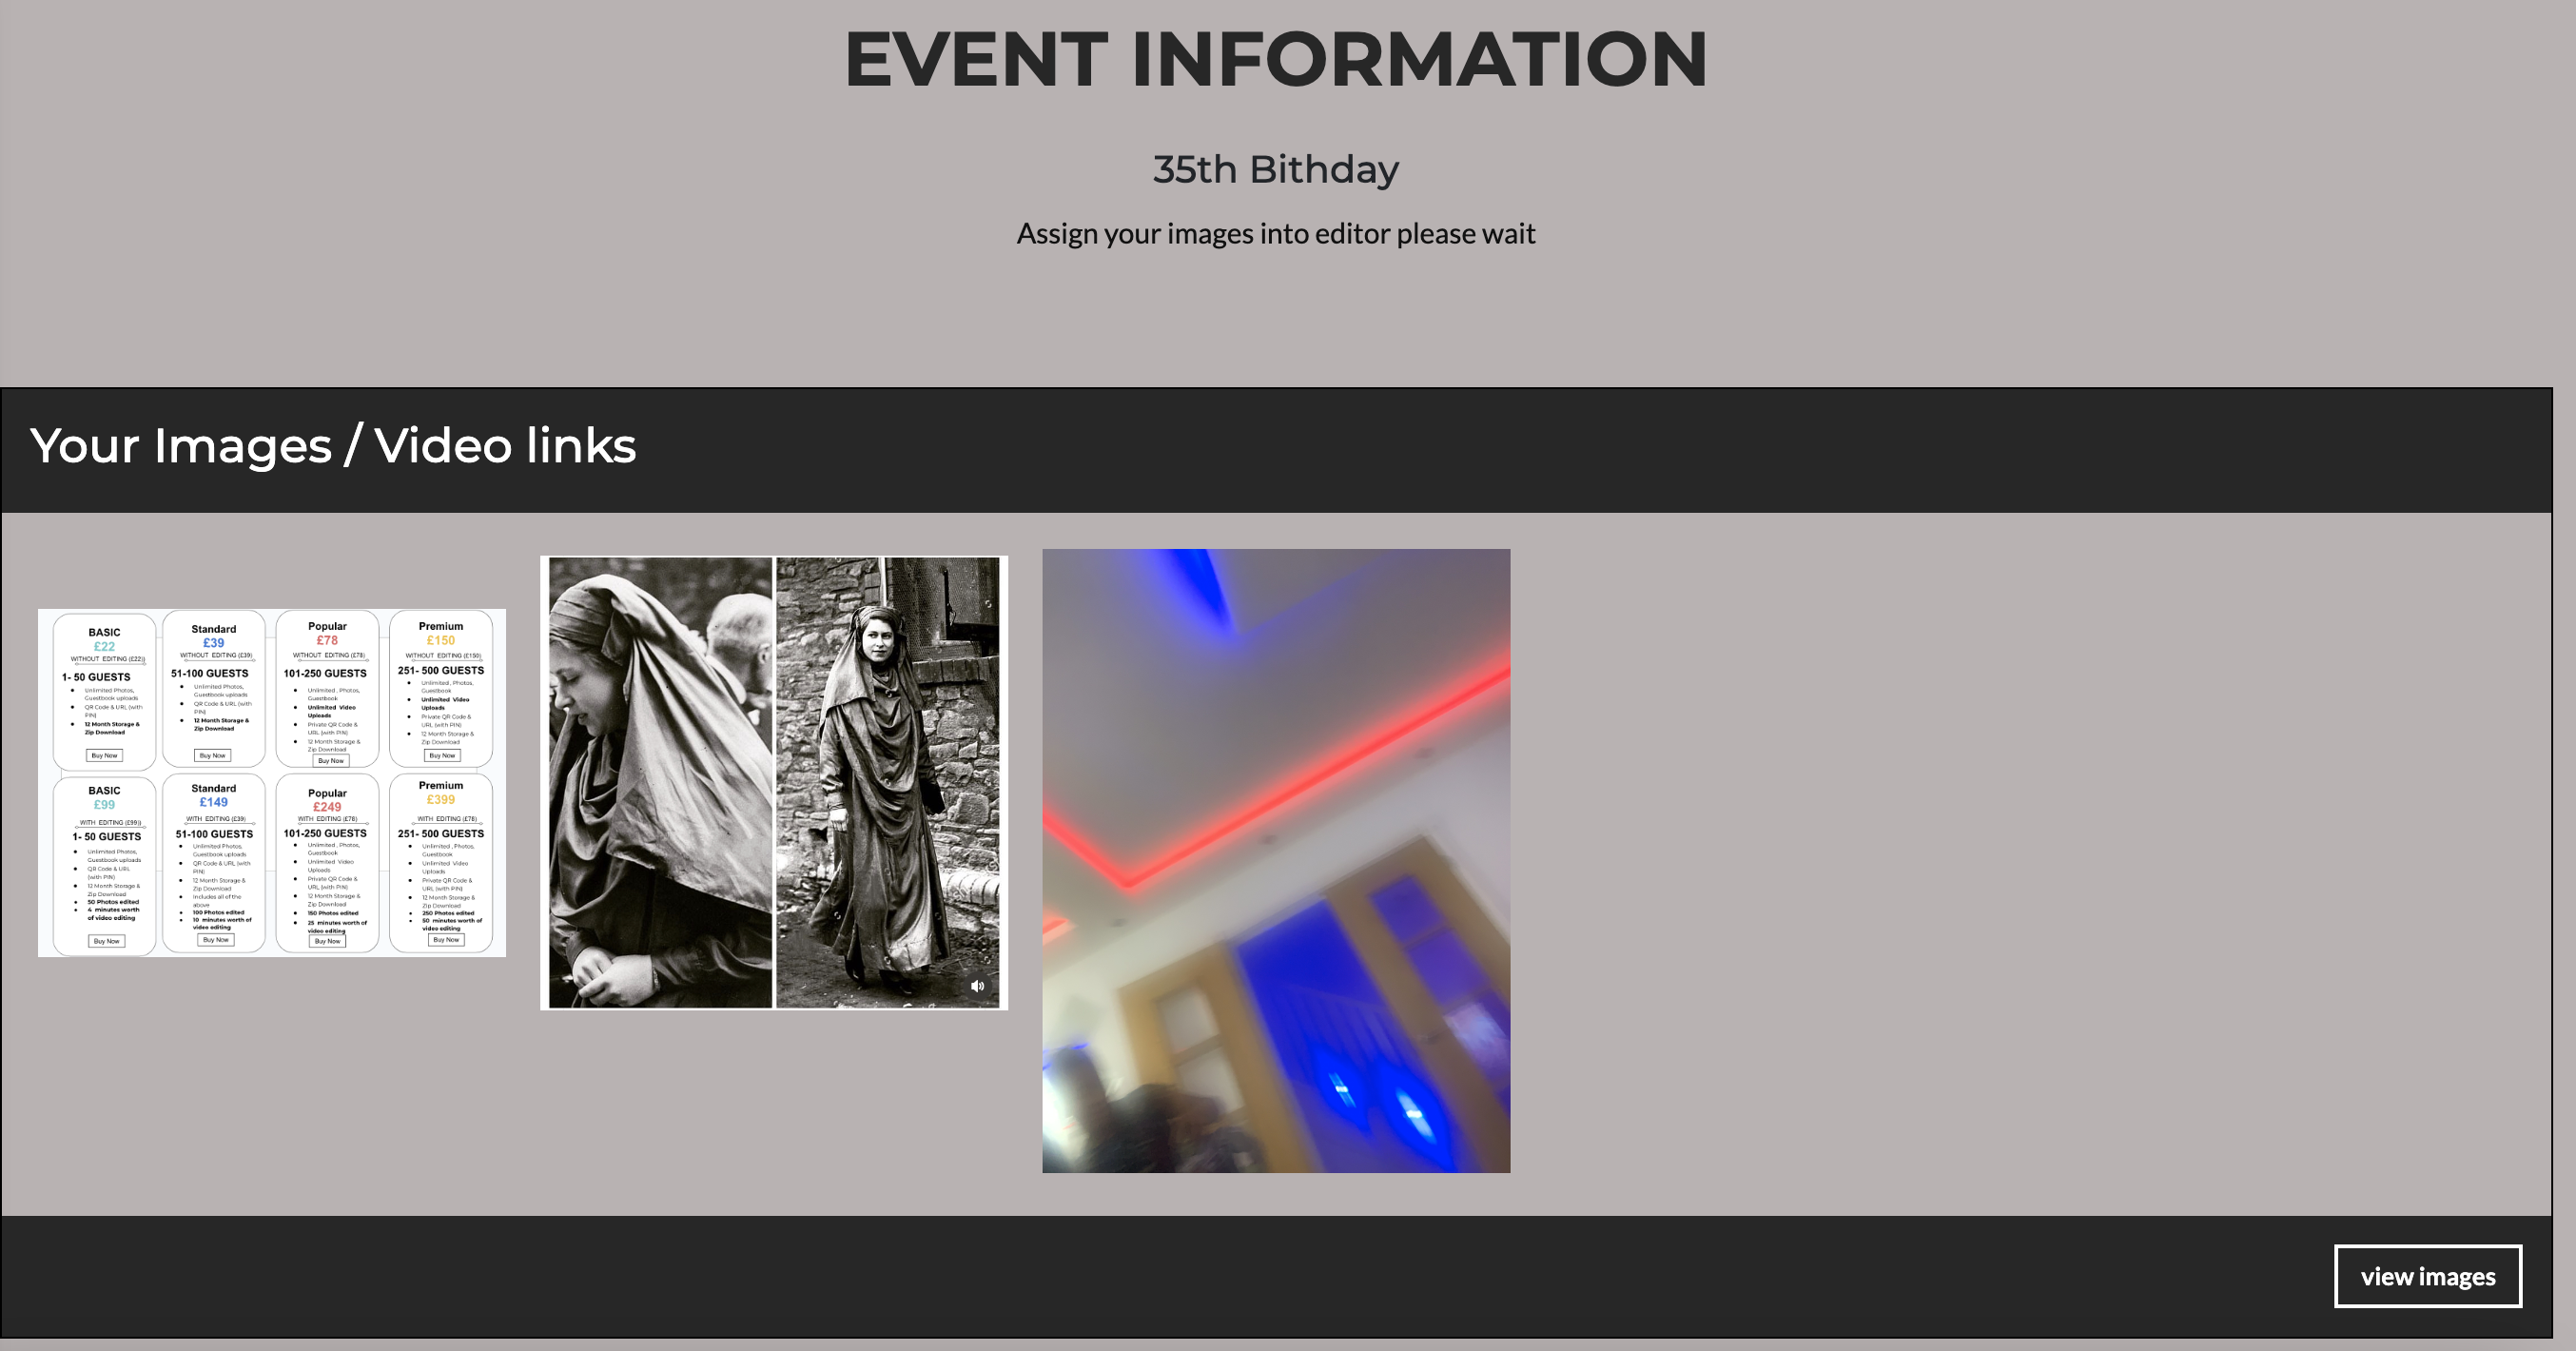 EVENT INFORMATION
35th Bithday
Assign your images into editor please wait
Your Images / Video links
BASIC
£22
WITHOUT EDITING (£22))
1- 50 GUESTS
Unlimited Photos,
Guestbook uploads
QR Code & URL (with
PIN)
12 Month Storage &
Zip Download
Buy Now
Standard
£39
WITHOUT EDITING (£39)
51-100 GUESTS
Unlimited Photos,
Guestbook uploads
QR Code & URL (with
PIN)
12 Month Storage &
Zip Download
Buy Now
Popular
£78
WITHOUT EDITING (£78)
101-250 GUESTS
Unlimited , Photos,
Guestbook
Unlimited Video
Uploads
Private QR Code &
URL (with PIN)
12 Month Storage &
Zip Download
Buy Now
Premium
£150
WITHOUT EDITING (£150)
251- 500 GUESTS
Unlimited , Photos,
Guestbook
Unlimited Video
Uploads
Private QR Code &
URL (with PIN)
12 Month Storage &
Zip Download
Buy Now
BASIC
£99
WITH EDITING (£99))
1- 50 GUESTS
Unlimited Photos,
Guestbook uploads
QR Code & URL
(with PIN)
12 Month Storage &
Zip Download
50 Photos edited
4 minutes worth
of video editing
Buy Now
Standard
£149
WITH EDITING (£39)
51-100 GUESTS
Unlimited Photos,
Guestbook uploads
QR Code & URL (with
PIN)
12 Month Storage &
Zip Download
Includes all of the
above
100 Photos edited
10 minutes worth of
video editing
Buy Now
Popular
£249
WITH EDITING (£78)
101-250 GUESTS
Unlimited , Photos,
Guestbook
Unlimited Video
Uploads
Private QR Code &
URL (with PIN)
12 Month Storage &
Zip Download
150 Photos edited
25 minutes worth of
video editing
Buy Now
Premium
£399
WITH EDITING (£78)
251- 500 GUESTS
Unlimited , Photos,
Guestbook
Unlimited Video
Uploads
Private QR Code &
URL (with PIN)
12 Month Storage &
Zip Download
250 Photos edited
50 minutes worth of
video editing
Buy Now
view images